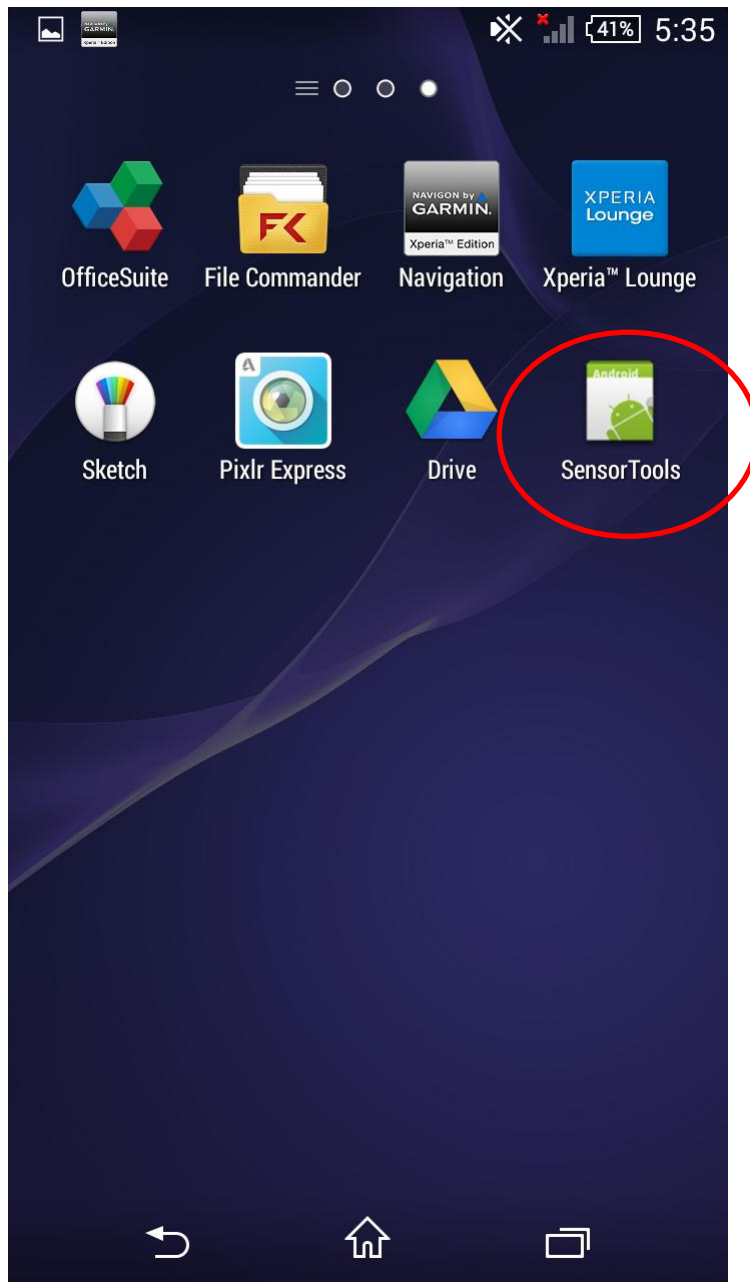 41% 5:35
NAVIGON by
GARMIN.
Xperia™ Edition
XPERIA
Lounge
OfficeSuite File Commander Navigation Xperia™ Lounge
Android
Sketch Pixlr Express Drive SensorTools